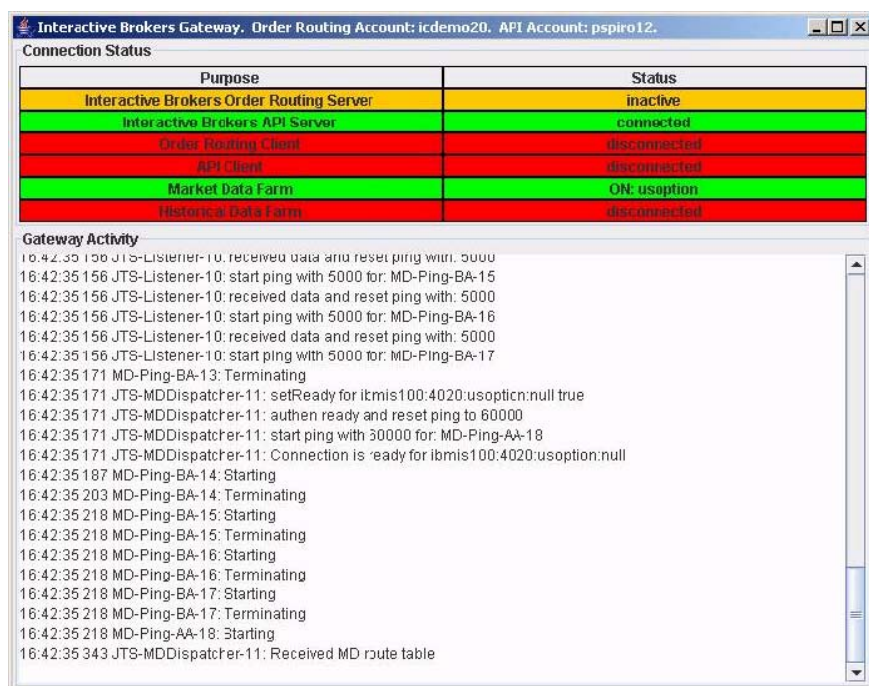 Interactive Brokers Gateway. Order Routing Account: icdemo20. API Account: pspiro12.
Connection Status
Purpose Status
Interactive Brokers Order Routing Server inactive
Interactive Brokers API Server connected
Order Routing Client disconnected
API Client disconnected
Market Data Farm ON: usoption
Historical Data Farm disconnected
Gateway Activity
16:42:35 156 JTS-Listener-10: received data and reset ping with: 5000
16:42:35 156 JTS-Listener-10: start ping with 5000 for: MD-Ping-BA-15
16:42:35 156 JTS-Listener-10: received data and reset ping with: 5000
16:42:35 156 JTS-Listener-10: start ping with 5000 for: MD-Ping-BA-16
16:42:35 156 JTS-Listener-10: received data and reset ping with: 5000
16:42:35 156 JTS-Listener-10: start ping with 5000 for: MD-Ping-BA-17
16:42:35 171 MD-Ping-BA-13: Terminating
16:42:35 171 JTS-MDDispatcher-11: setReady for ibmis100:4020:usoption:null true
16:42:35 171 JTS-MDDispatcher-11: authen ready and reset ping to 60000
16:42:35 171 JTS-MDDispatcher-11: start ping with 60000 for: MD-Ping-AA-18
16:42:35 171 JTS-MDDispatcher-11: Connection is ready for ibmis100:4020:usoption:null
16:42:35 187 MD-Ping-BA-14: Starting
16:42:35 203 MD-Ping-BA-14: Terminating
16:42:35 218 MD-Ping-BA-15: Starting
16:42:35 218 MD-Ping-BA-15: Terminating
16:42:35 218 MD-Ping-BA-16: Starting
16:42:35 218 MD-Ping-BA-16: Terminating
16:42:35 218 MD-Ping-BA-17: Starting
16:42:35 218 MD-Ping-BA-17: Terminating
16:42:35 218 MD-Ping-AA-18: Starting
16:42:35 343 JTS-MDDispatcher-11: Received MD route table